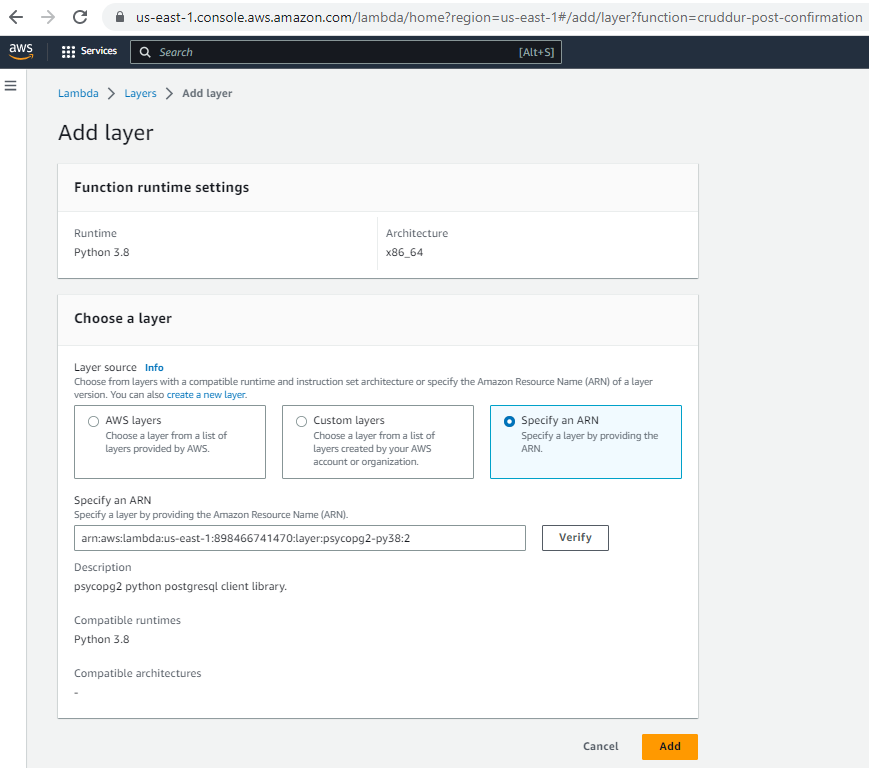 us-east-1.console.aws.amazon.com/lambda/home?region=us-east-1#/add/layer?function=cruddur-post-confirmation
aws Services Search [Alt+S]
Lambda Layers Add layer
Add layer
Function runtime settings
Runtime Architecture
Python 3.8 x86_64
Choose a layer
Layer source Info
Choose from layers with a compatible runtime and instruction set architecture or specify the Amazon Resource Name (ARN) of a layer
version. You can also create a new layer.
AWS layers
Choose a layer from a list of
layers provided by AWS.
Custom layers
Choose a layer from a list of
layers created by your AWS
account or organization.
Specify an ARN
Specify a layer by providing the
ARN.
Specify an ARN
Specify a layer by providing the Amazon Resource Name (ARN).
arn:aws:lambda:us-east-1:898466741470:layer:psycopg2-py38:2 Verify
Description
psycopg2 python postgresql client library.
Compatible runtimes
Python 3.8
Compatible architectures
-
Cancel Add